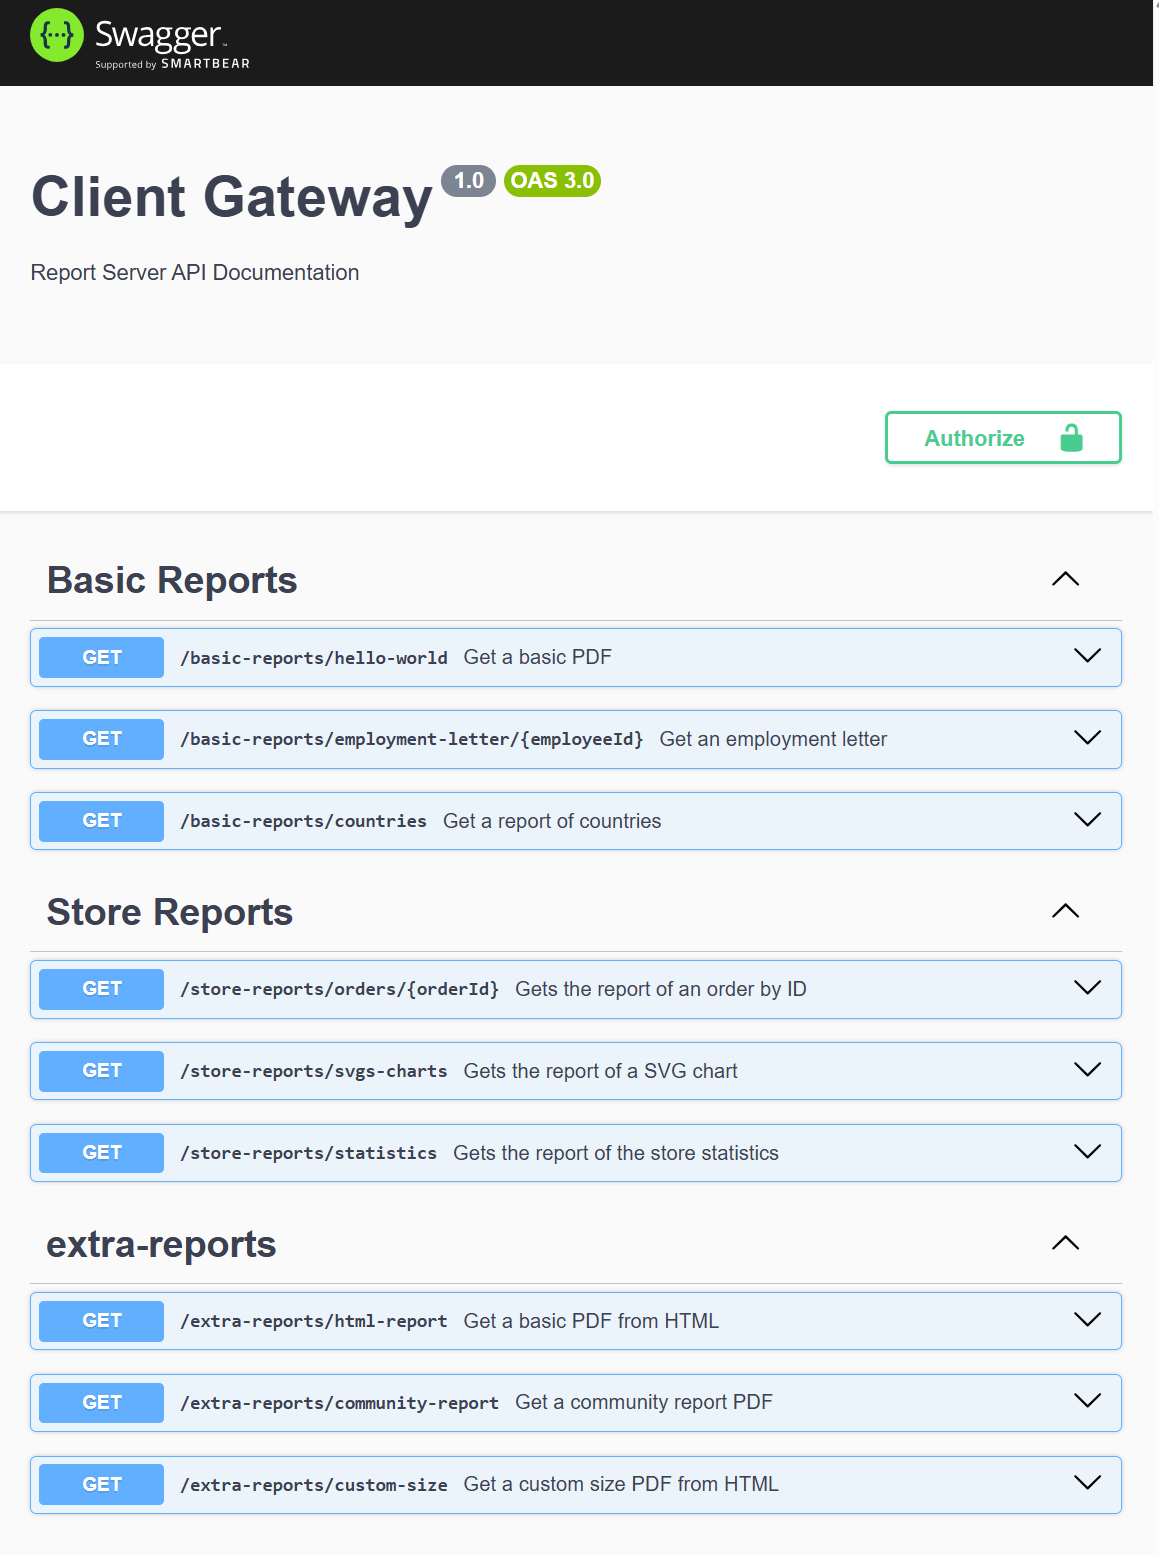 Swagger
Supported by SMARTBEAR
Client Gateway 1.0 OAS 3.0
Report Server API Documentation
Authorize
Basic Reports
GET /basic-reports/hello-world Get a basic PDF
GET /basic-reports/employment-letter/{employeeId} Get an employment letter
GET /basic-reports/countries Get a report of countries
Store Reports
GET /store-reports/orders/{orderId} Gets the report of an order by ID
GET /store-reports/svgs-charts Gets the report of a SVG chart
GET /store-reports/statistics Gets the report of the store statistics
extra-reports
GET /extra-reports/html-report Get a basic PDF from HTML
GET /extra-reports/community-report Get a community report PDF
GET /extra-reports/custom-size Get a custom size PDF from HTML